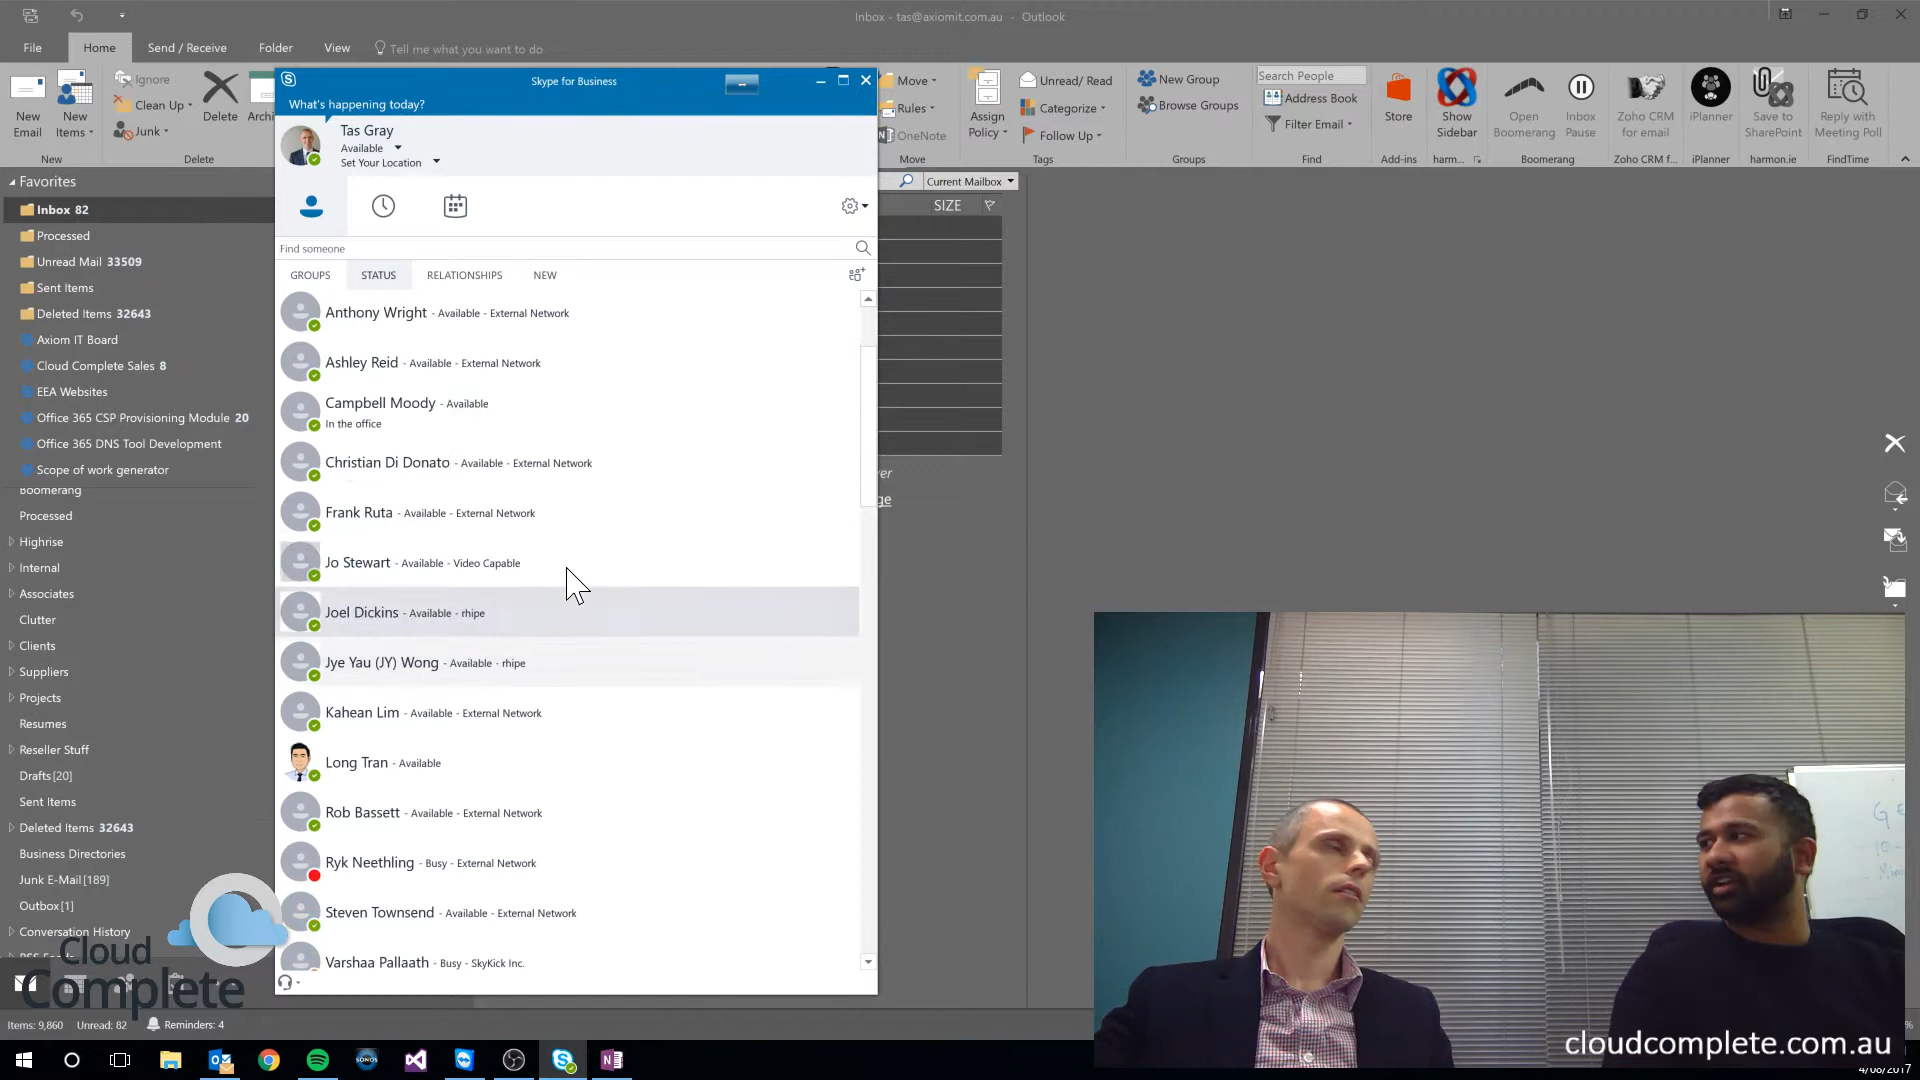 Inbox - tas@axiomit.com.au - Outlook
File Home Send / Receive Folder View Tell me what you want to do
New Email
New Items
Ignore
Clean Up
Junk
Delete
Archi
Move
Rules
OneNote
Assign Policy
Unread/ Read
Categorize
Follow Up
New Group
Browse Groups
Search People
Address Book
Filter Email
Store
Show Sidebar
Open Boomerang
Inbox Pause
Zoho CRM for email
iPlanner
Save to SharePoint
Reply with Meeting Poll
New Delete Move Tags Groups Find Add-ins harm... Boomerang Zoho CRM f... iPlanner harmon.ie FindTime
Favorites
Inbox 82
Processed
Unread Mail 33509
Sent Items
Deleted Items 32643
Axiom IT Board
Cloud Complete Sales 8
EEA Websites
Office 365 CSP Provisioning Module 20
Office 365 DNS Tool Development
Scope of work generator
Boomerang
Processed
Highrise
Internal
Associates
Clutter
Clients
Suppliers
Projects
Resumes
Reseller Stuff
Drafts [20]
Sent Items
Deleted Items 32643
Business Directories
Junk E-Mail [189]
Outbox [1]
Conversation History
Cloud
Complete
Items: 9,860 Unread: 82 Reminders: 4
Skype for Business
What's happening today?
Tas Gray
Available
Set Your Location
Find someone
GROUPS STATUS RELATIONSHIPS NEW
Anthony Wright - Available - External Network
Ashley Reid - Available - External Network
Campbell Moody - Available
In the office
Christian Di Donato - Available - External Network
Frank Ruta - Available - External Network
Jo Stewart - Available - Video Capable
Joel Dickins - Available - rhipe
Jye Yau (JY) Wong - Available - rhipe
Kahean Lim - Available - External Network
Long Tran - Available
Rob Bassett - Available - External Network
Ryk Neethling - Busy - External Network
Steven Townsend - Available - External Network
Varshaa Pallaath - Busy - SkyKick Inc.
Current Mailbox
SIZE
ver
ge
SONOS
cloudcomplete.com.au
4/08/2017